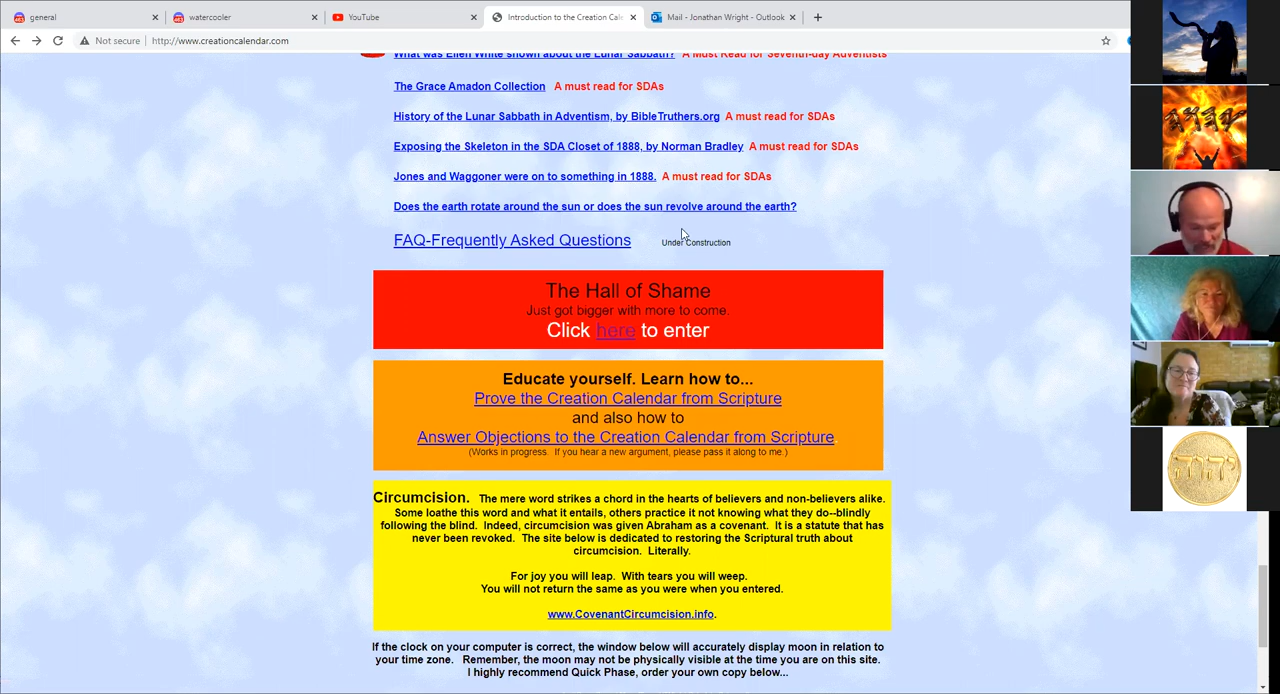 general
watercooler
YouTube
Introduction to the Creation Cale
Mail - Jonathan Wright - Outlook
Not secure | http://www.creationcalendar.com
What was Ellen White shown about the Lunar Sabbath? A Must Read for Seventh-day Adventists
The Grace Amadon Collection A must read for SDAs
History of the Lunar Sabbath in Adventism, by BibleTruthers.org A must read for SDAs
Exposing the Skeleton in the SDA Closet of 1888, by Norman Bradley A must read for SDAs
Jones and Waggoner were on to something in 1888. A must read for SDAs
Does the earth rotate around the sun or does the sun revolve around the earth?
FAQ-Frequently Asked Questions Under Construction
The Hall of Shame
Just got bigger with more to come.
Click here to enter
Educate yourself. Learn how to...
Prove the Creation Calendar from Scripture
and also how to
Answer Objections to the Creation Calendar from Scripture
(Works in progress. If you hear a new argument, please pass it along to me.)
Circumcision. The mere word strikes a chord in the hearts of believers and non-believers alike.
Some loathe this word and what it entails, others practice it not knowing what they do--blindly
following the blind. Indeed, circumcision was given Abraham as a covenant. It is a statute that has
never been revoked. The site below is dedicated to restoring the Scriptural truth about
circumcision. Literally.
For joy you will leap. With tears you will weep.
You will not return the same as you were when you entered.
www.CovenantCircumcision.info.
If the clock on your computer is correct, the window below will accurately display moon in relation to
your time zone. Remember, the moon may not be physically visible at the time you are on this site.
I highly recommend Quick Phase, order your own copy below...
יהוה